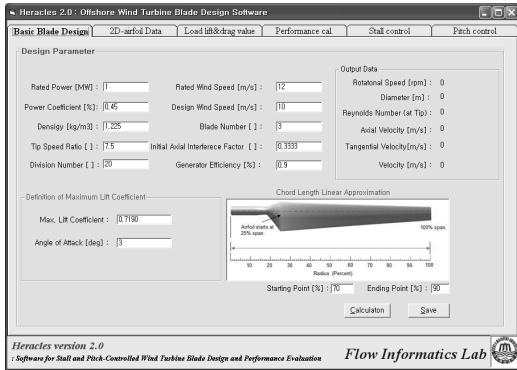 Heracles 2.0 : Offshore Wind Turbine Blade Design Software
Basic Blade Design 2D-airfoil Data Load lift&drag value Performance cal. Stall control Pitch control
Design Parameter
Rated Power [MW] : 1 Rated Wind Speed [m/s] : 12
Power Coefficient [%]: 0,45 Design Wind Speed [m/s] : 10
Densigy [kg/m3] : 1,225 Blade Number [ ] : 3
Tip Speed Ratio [ ] : 7,5 Initial Axial Interferece Factor [ ] : 0,3333
Division Number [ ] : 20 Generator Efficiency [%] : 0,9
Output Data
Rotatonal Speed [rpm] : 0
Diameter [m] : 0
Reynolds Number (at Tip) : 0
Axial Velocity [m/s] : 0
Tangential Velocity[m/s] : 0
Velocity [m/s] : 0
Definition of Maximum Lift Coefficient
Max. Lift Coefficient : 0,7190
Angle of Attack [deg] : 3
Chord Length Linear Approximation
Airfoil starts at
25% span
100% span
10 20 30 40 50 60 70 80 90 100
Radius (Percent)
Starting Point [%] : 70 Ending Point [%] : 90
Calculaton Save
Heracles version 2.0
: Software for Stall and Pitch-Controlled Wind Turbine Blade Design and Performance Evaluation
Flow Informatics Lab